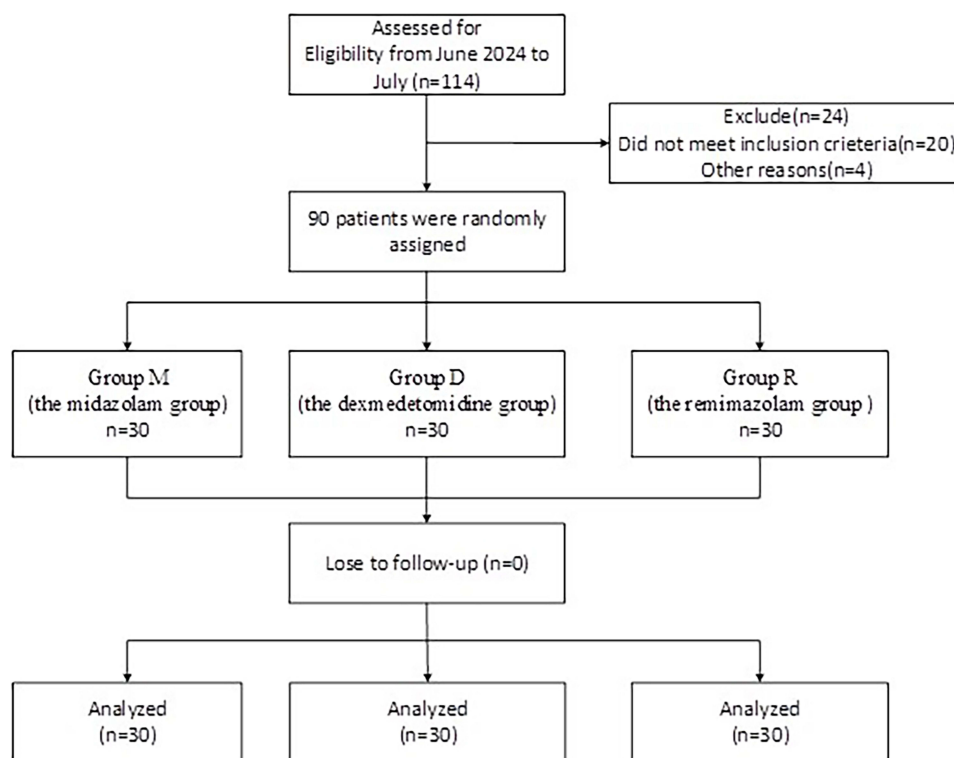 Assessed for
Eligibility from June 2024 to
July (n=114)
Exclude(n=24)
Did not meet inclusion crieteria(n=20)
Other reasons(n=4)
90 patients were randomly
assigned
Group M
(the midazolam group)
n=30
Group D
(the dexmedetomidine group)
n=30
Group R
(the remimazolam group )
n=30
Lose to follow-up (n=0)
Analyzed
(n=30)
Analyzed
(n=30)
Analyzed
(n=30)